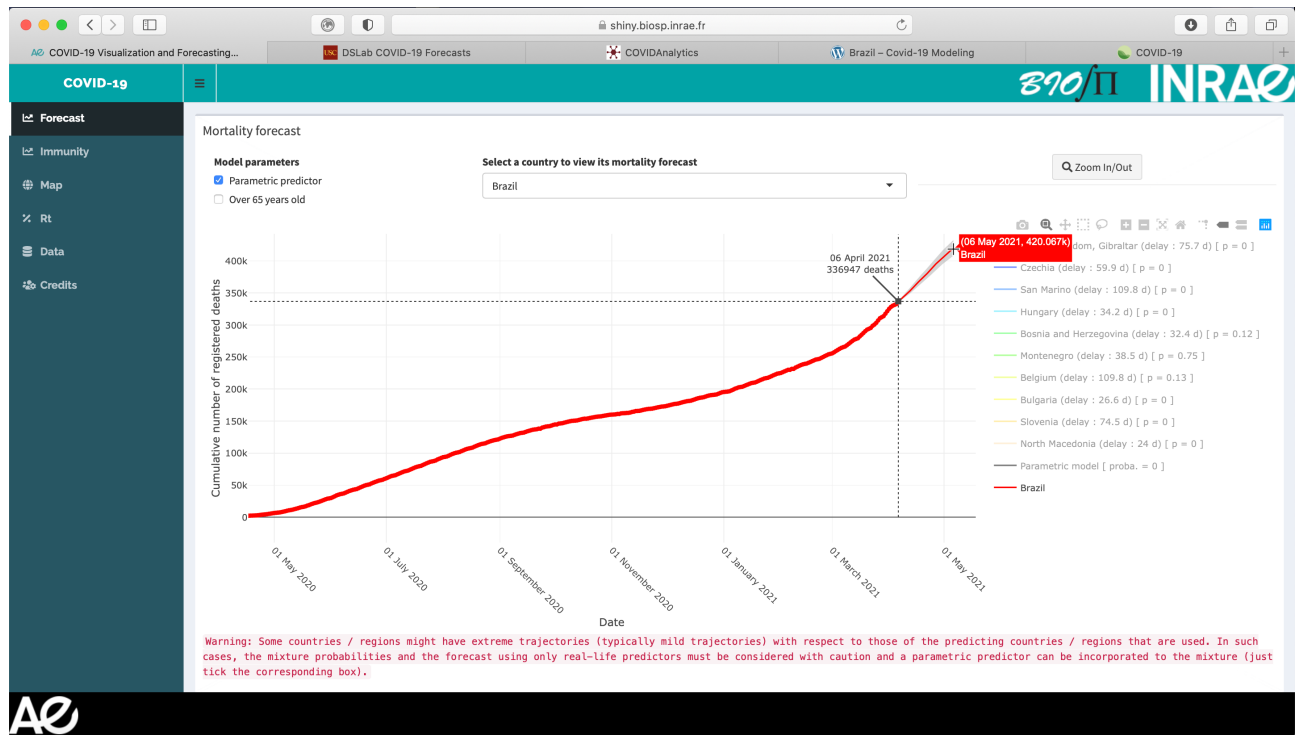 shiny.biosp.inrae.fr
COVID-19 Visualization and Forecasting...
USC DSLab COVID-19 Forecasts
COVIDAnalytics
Brazil – Covid-19 Modeling
COVID-19
COVID-19
BIO/Π INRAE
Forecast
Immunity
Map
Rt
Data
Credits
Mortality forecast
Model parameters
Parametric predictor
Over 65 years old
Select a country to view its mortality forecast
Brazil
Zoom In/Out
(06 May 2021, 420.067k)
Brazil
06 April 2021
336947 deaths
400k
350k
300k
250k
200k
150k
100k
50k
0
Cumulative number of registered deaths
01 May 2020
01 July 2020
01 September 2020
01 November 2020
01 January 2021
01 March 2021
01 May 2021
Date
dom, Gibraltar (delay : 75.7 d) [ p = 0 ]
Czechia (delay : 59.9 d) [ p = 0 ]
San Marino (delay : 109.8 d) [ p = 0 ]
Hungary (delay : 34.2 d) [ p = 0 ]
Bosnia and Herzegovina (delay : 32.4 d) [ p = 0.12 ]
Montenegro (delay : 38.5 d) [ p = 0.75 ]
Belgium (delay : 109.8 d) [ p = 0.13 ]
Bulgaria (delay : 26.6 d) [ p = 0 ]
Slovenia (delay : 74.5 d) [ p = 0 ]
North Macedonia (delay : 24 d) [ p = 0 ]
Parametric model [ proba. = 0 ]
Brazil
Warning: Some countries / regions might have extreme trajectories (typically mild trajectories) with respect to those of the predicting countries / regions that are used. In such
cases, the mixture probabilities and the forecast using only real-life predictors must be considered with caution and a parametric predictor can be incorporated to the mixture (just
tick the corresponding box).